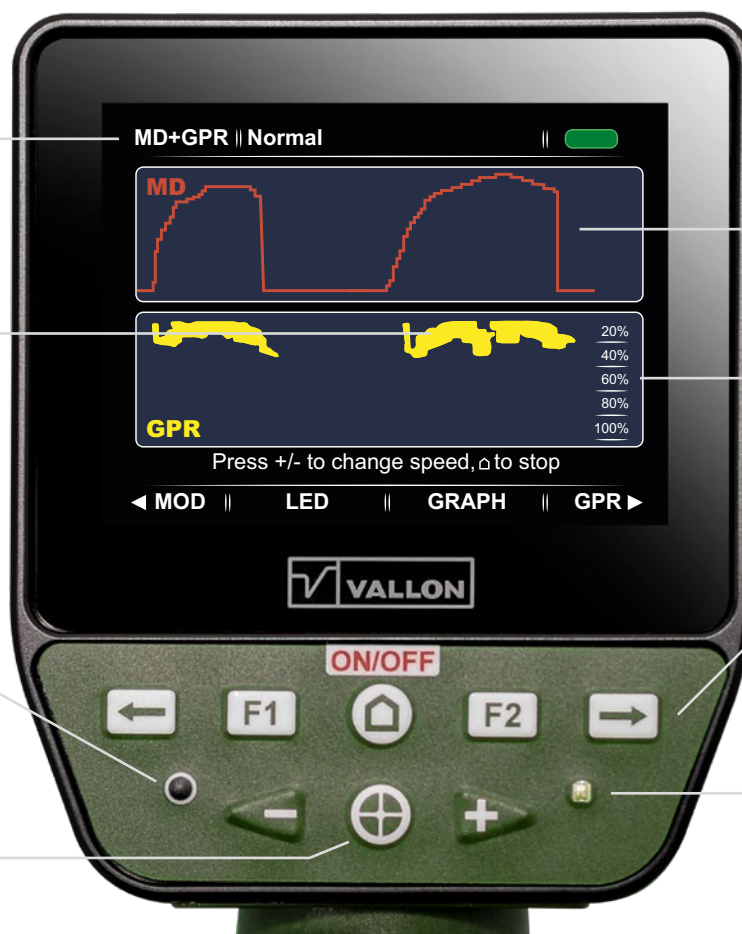 MD+GPR Normal
MD
20%
40%
60%
80%
GPR 100%
Press +/- to change speed, ⌂ to stop
◄ MOD LED GRAPH GPR ►
VALLON
ON/OFF
← F1 ⌂ F2 →
- +